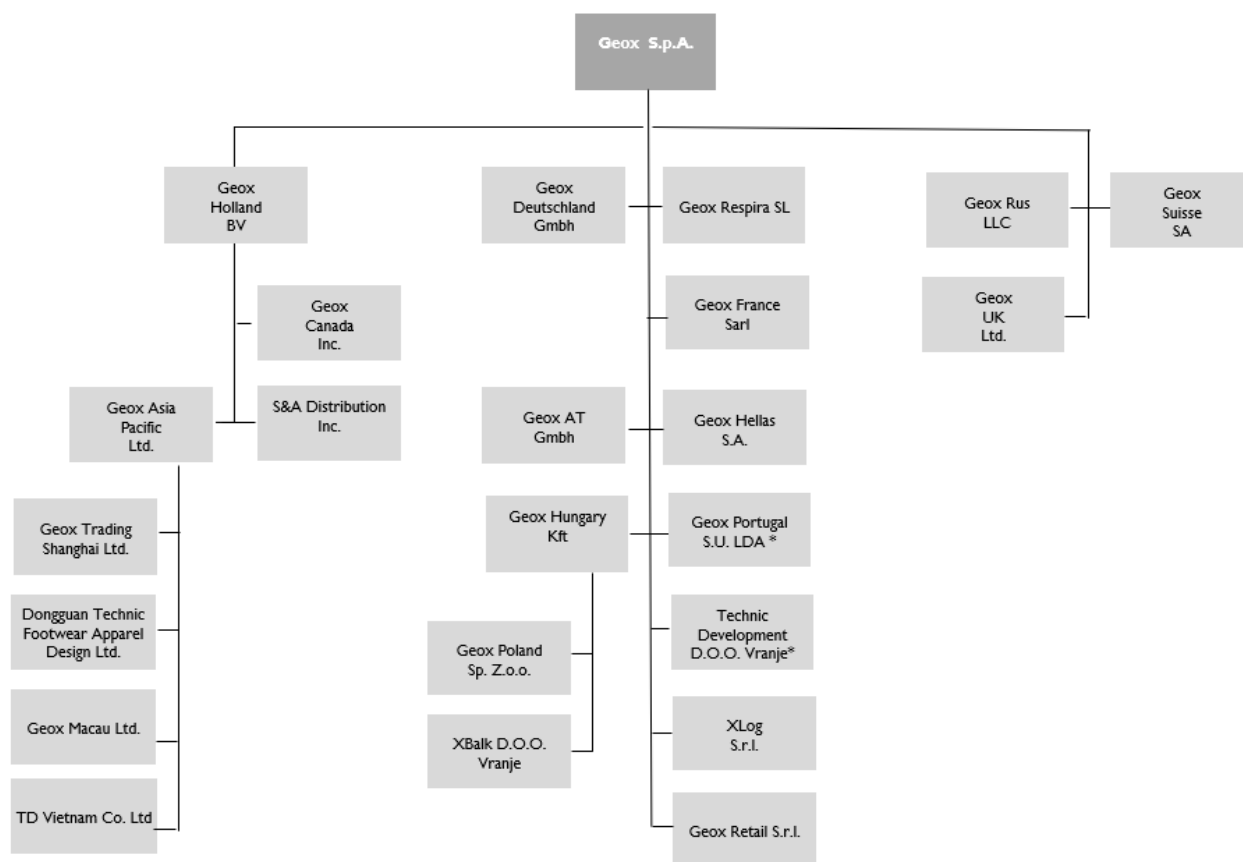 Geox S.p.A.
Geox
Holland
BV
Geox
Deutschland
Gmbh
Geox Respira SL
Geox Rus
LLC
Geox
Suisse
SA
Geox
Canada
Inc.
Geox France
Sarl
Geox
UK
Ltd.
Geox Asia
Pacific
Ltd.
S&A Distribution
Inc.
Geox AT
Gmbh
Geox Hellas
S.A.
Geox Trading
Shanghai Ltd.
Geox Hungary
Kft
Geox Portugal
S.U. LDA *
Dongguan Technic
Footwear Apparel
Design Ltd.
Geox Poland
Sp. Z.o.o.
Technic
Development
D.O.O. Vranje*
Geox Macau Ltd.
XBalk D.O.O.
Vranje
XLog
S.r.l.
TD Vietnam Co. Ltd
Geox Retail S.r.l.